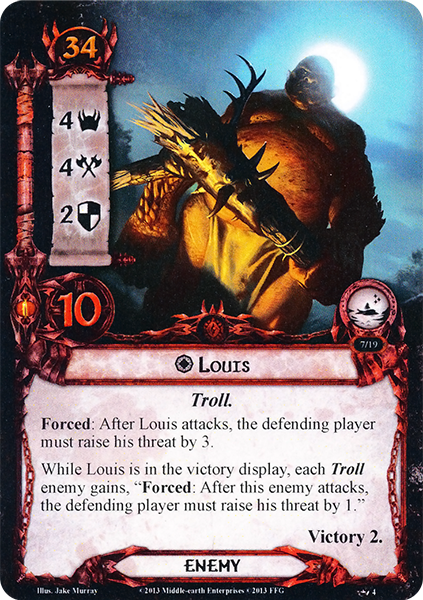 34
4
4
2
10
7/19
Louis
Troll.
Forced: After Louis attacks, the defending player
must raise his threat by 3.
While Louis is in the victory display, each Troll
enemy gains, “Forced: After this enemy attacks,
the defending player must raise his threat by 1.”
Victory 2.
ENEMY
Illus. Jake Murray ©2013 Middle-earth Enterprises ©2013 FFG 4